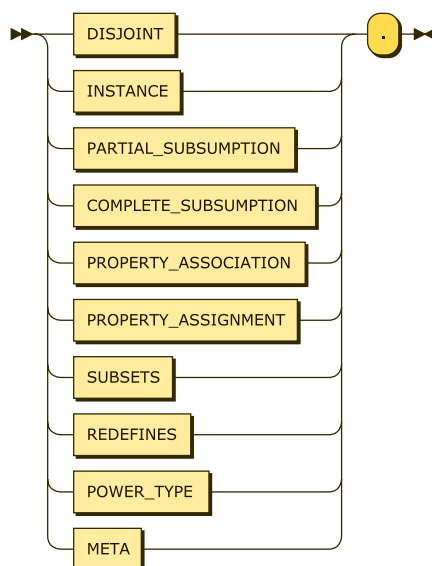 DISJOINT .
INSTANCE
PARTIAL_SUBSUMPTION
COMPLETE_SUBSUMPTION
PROPERTY_ASSOCIATION
PROPERTY_ASSIGNMENT
SUBSETS
REDEFINES
POWER_TYPE
META